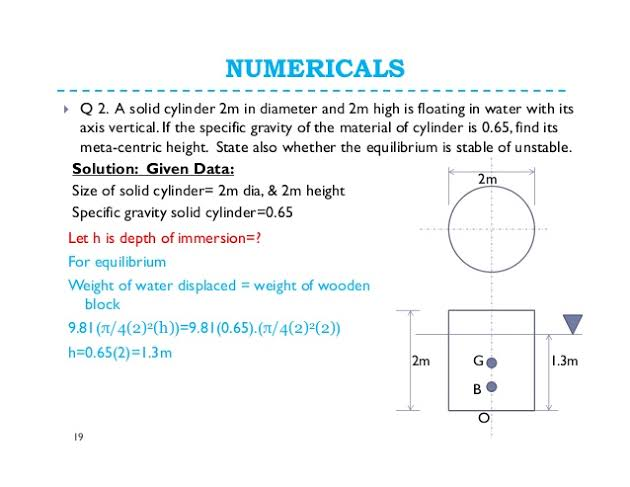 NUMERICALS
Q 2. A solid cylinder 2m in diameter and 2m high is floating in water with its
axis vertical. If the specific gravity of the material of cylinder is 0.65, find its
meta-centric height. State also whether the equilibrium is stable of unstable.
Solution: Given Data:
Size of solid cylinder= 2m dia, & 2m height
Specific gravity solid cylinder=0.65
Let h is depth of immersion=?
For equilibrium
Weight of water displaced = weight of wooden
block
9.81(π/4(2)²(h))=9.81(0.65).(π/4(2)²(2))
h=0.65(2)=1.3m
2m
2m
G
1.3m
B
O
19